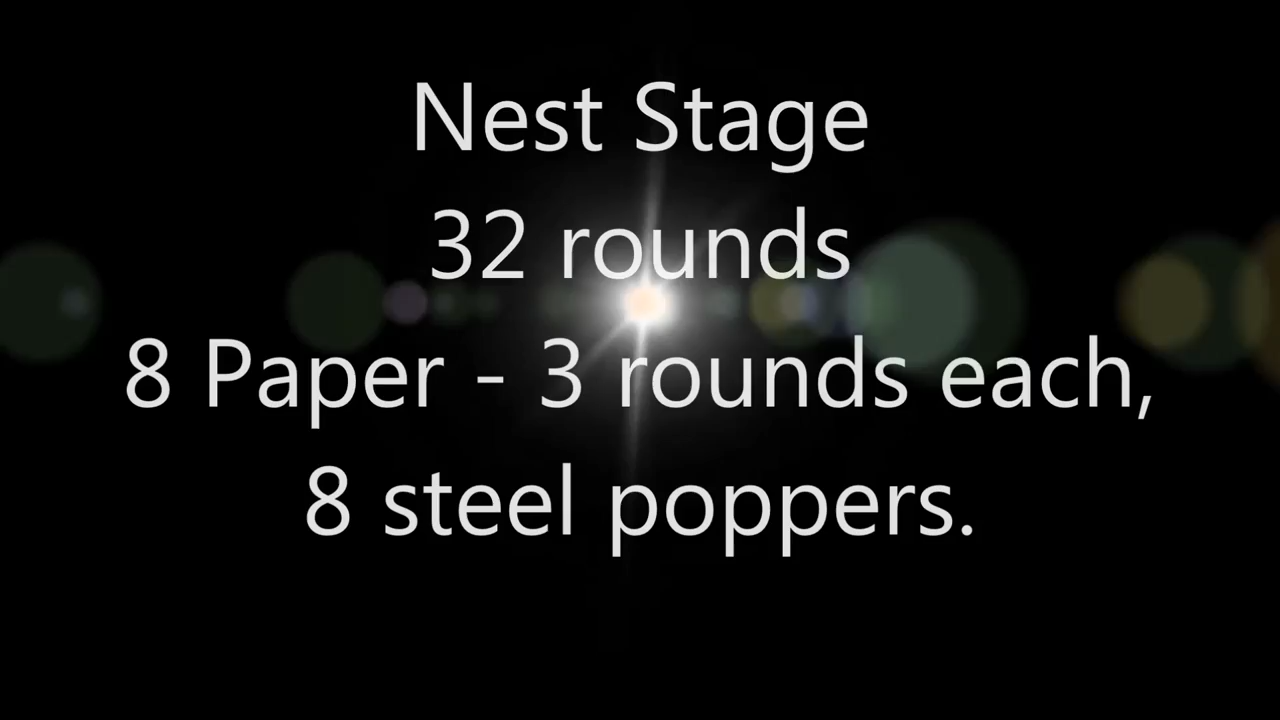 Nest Stage
32 rounds
8 Paper - 3 rounds each,
8 steel poppers.